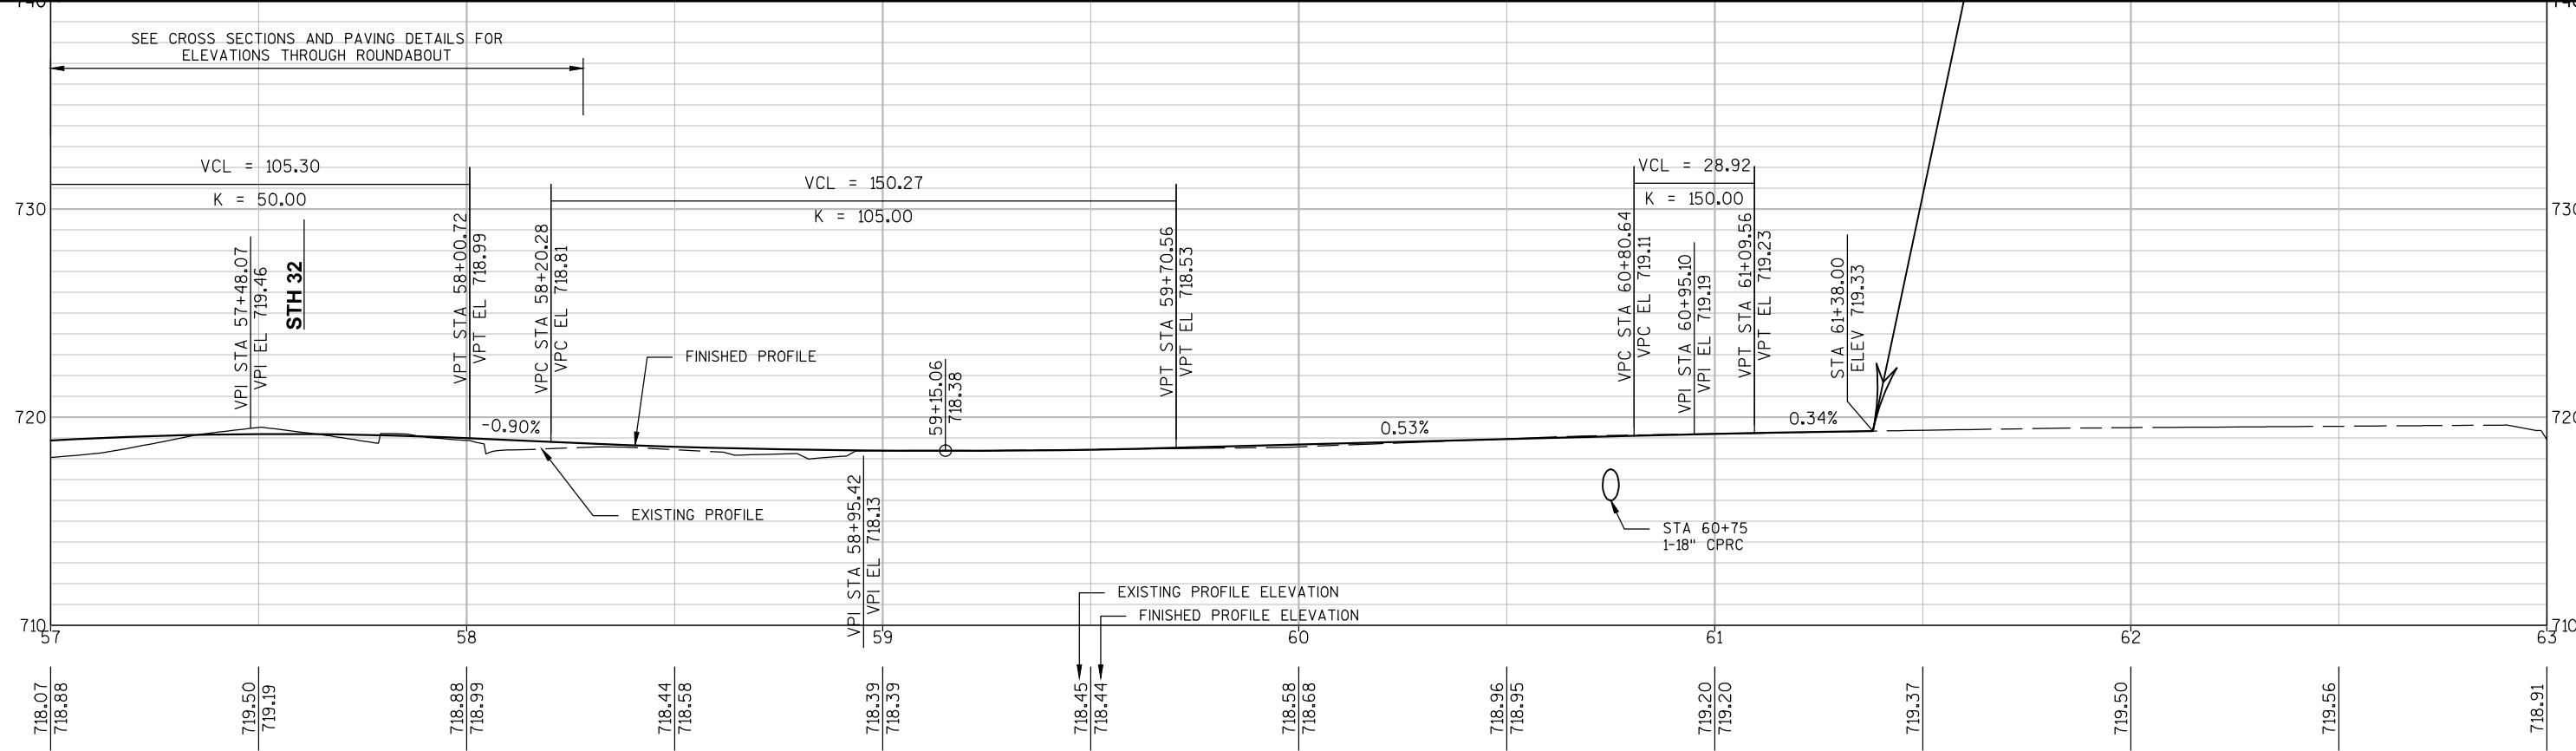 740
740
SEE CROSS SECTIONS AND PAVING DETAILS FOR
ELEVATIONS THROUGH ROUNDABOUT
VCL = 105.30
K = 50.00
VCL = 150.27
K = 105.00
VCL = 28.92
K = 150.00
730
730
VPI STA 57+48.07
VPI EL 719.46
STH 32
VPT STA 58+00.72
VPT EL 718.99
VPC STA 58+20.28
VPC EL 718.81
59+15.06
718.38
VPT STA 59+70.56
VPT EL 718.53
VPC STA 60+80.64
VPC EL 719.11
VPI STA 60+95.10
VPI EL 719.19
VPT STA 61+09.56
VPT EL 719.23
STA 61+38.00
ELEV 719.33
FINISHED PROFILE
720
720
-0.90%
0.53%
0.34%
VPI STA 58+95.42
VPI EL 718.13
EXISTING PROFILE
STA 60+75
1-18" CPRC
EXISTING PROFILE ELEVATION
FINISHED PROFILE ELEVATION
710
710
57
58
59
60
61
62
63
718.07
718.88
719.50
719.19
718.88
718.99
718.44
718.58
718.39
718.39
718.45
718.44
718.58
718.68
718.96
718.95
719.20
719.20
719.37
719.50
719.56
718.91